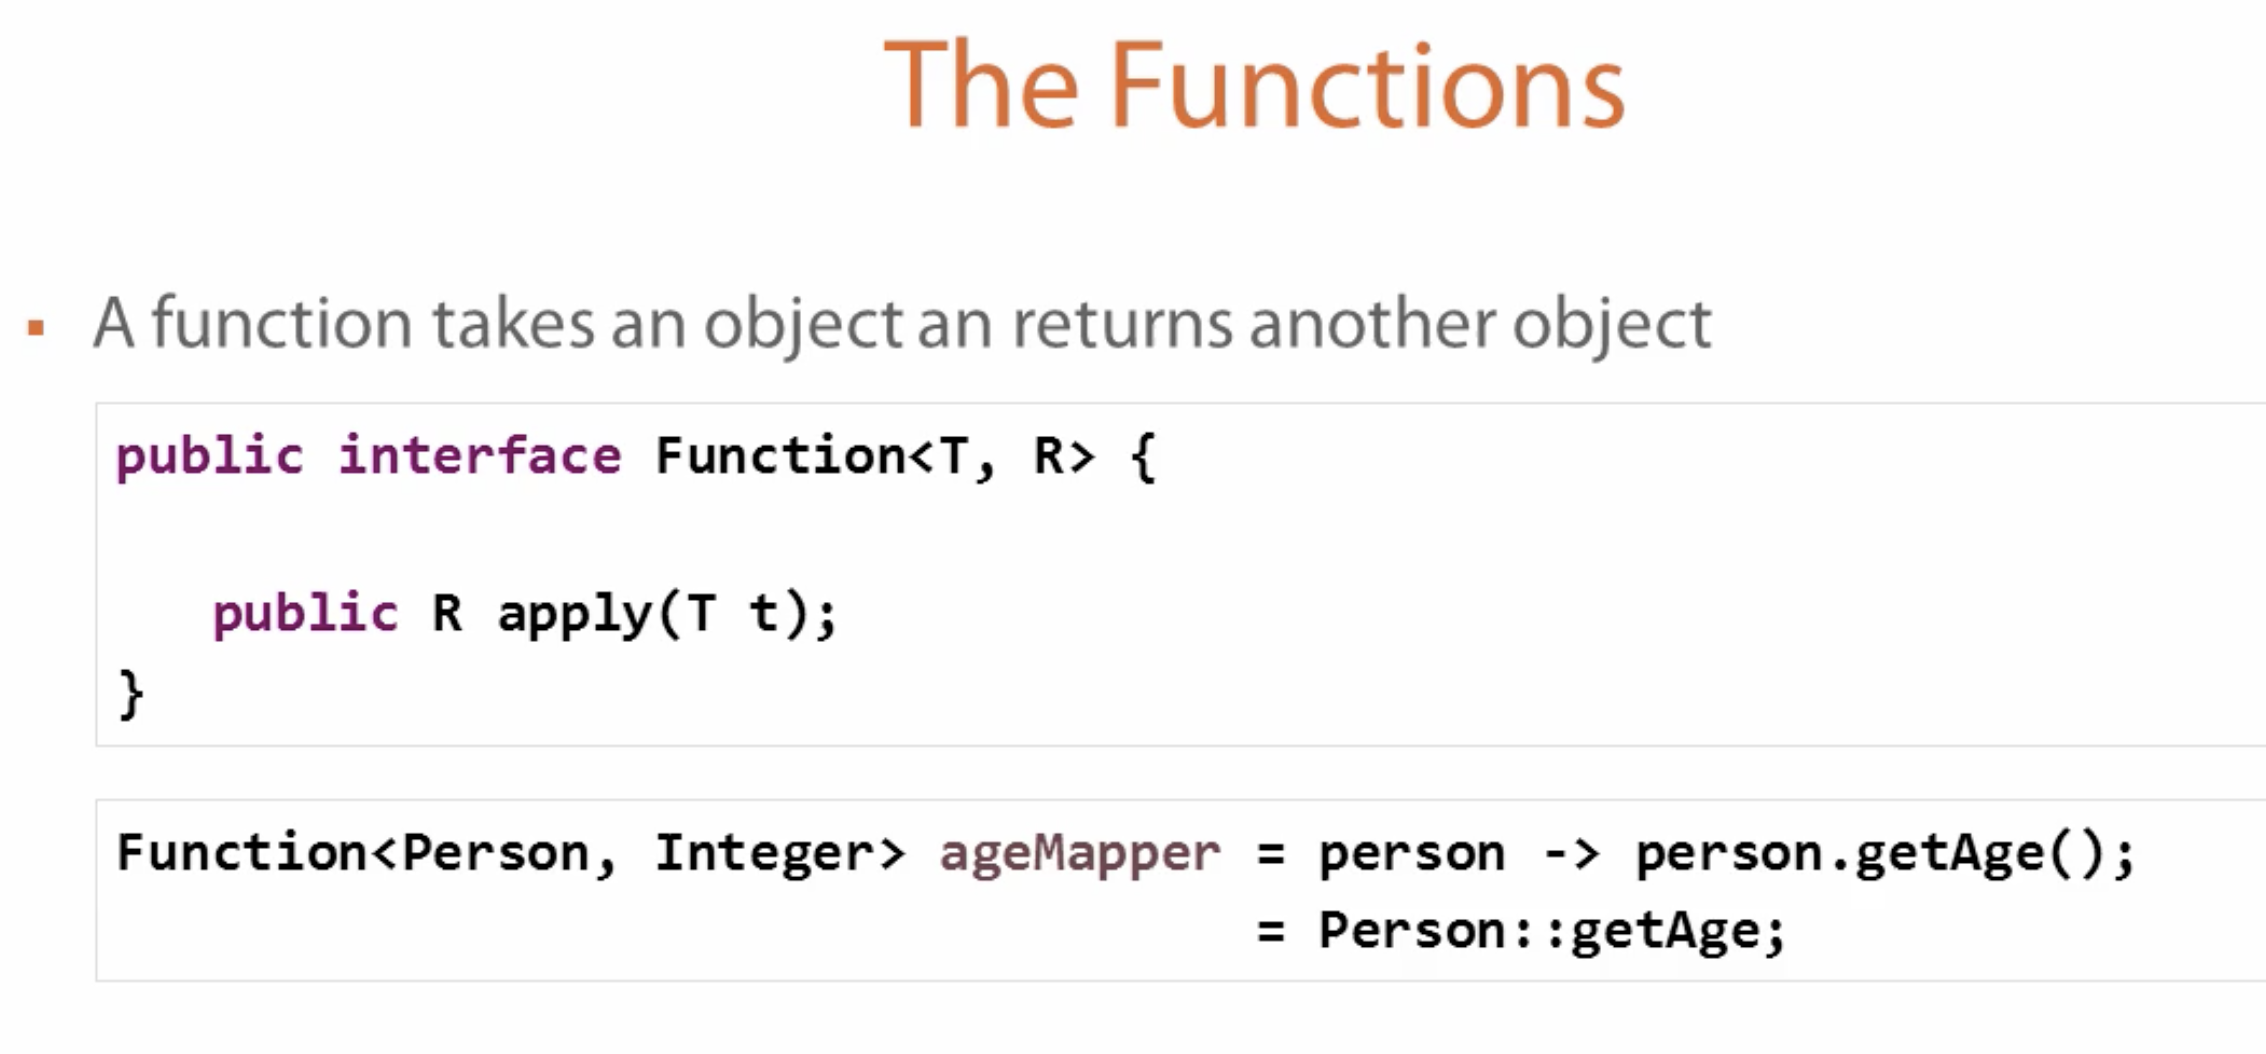 The Functions
A function takes an object an returns another object
public interface Function<T, R> {
public R apply(T t);
}
Function<Person, Integer> ageMapper = person -> person.getAge();
= Person::getAge;